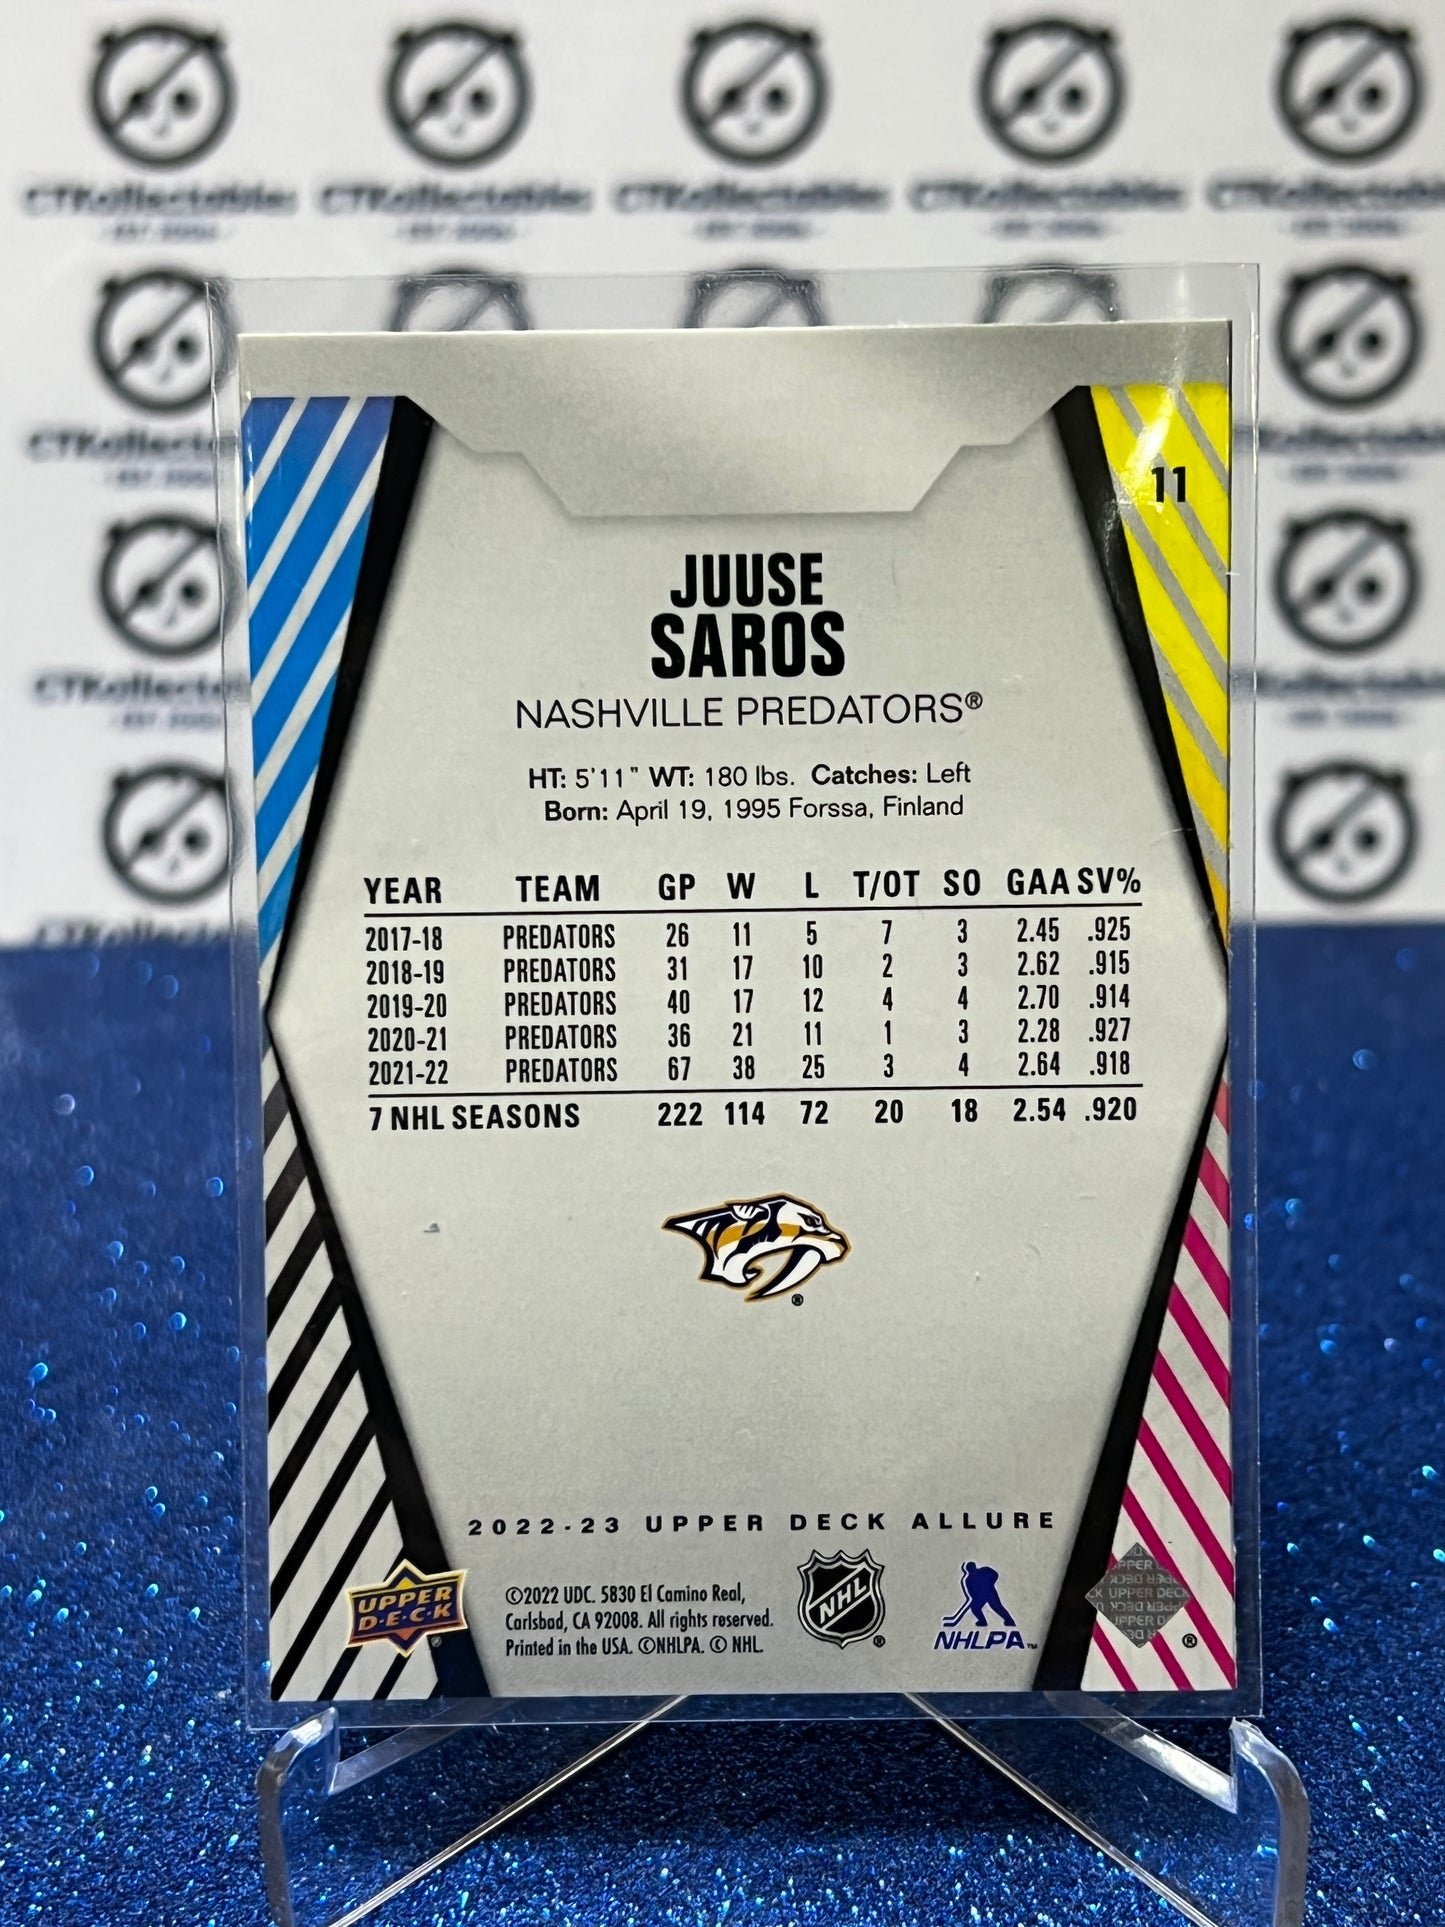 CTKollectables CTKollectables CTKollectables CTKollectables CTKollectables
11
JUUSE
SAROS
NASHVILLE PREDATORS®
HT: 5'11" WT: 180 lbs. Catches: Left
Born: April 19, 1995 Forssa, Finland
YEAR TEAM GP W L T/OT SO GAA SV%
2017-18 PREDATORS 26 11 5 7 3 2.45 .925
2018-19 PREDATORS 31 17 10 2 3 2.62 .915
2019-20 PREDATORS 40 17 12 4 4 2.70 .914
2020-21 PREDATORS 36 21 11 1 3 2.28 .927
2021-22 PREDATORS 67 38 25 3 4 2.64 .918
7 NHL SEASONS 222 114 72 20 18 2.54 .920
®
2022-23 UPPER DECK ALLURE
UPPER
D·E·C·K
©2022 UDC. 5830 El Camino Real,
Carlsbad, CA 92008. All rights reserved.
Printed in the USA. ©NHLPA. © NHL.
NHL ®
NHLPA™
UPPER DECK
®